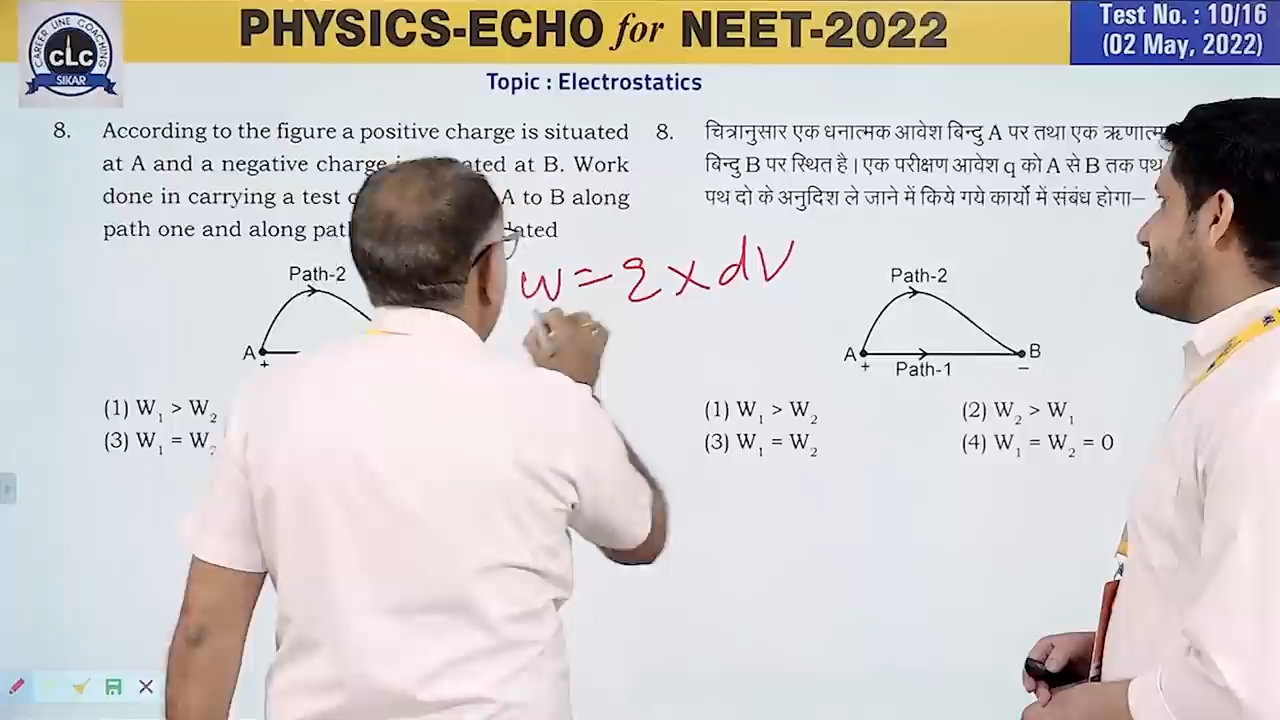 PHYSICS-ECHO for NEET-2022
Test No. : 10/16
(02 May, 2022)
CAREER LINE COACHING
CLC
SIKAR
Topic : Electrostatics
8. According to the figure a positive charge is situated
at A and a negative charge at B. Work
done in carrying a test A to B along
path one and along
W = q x dV
Path-2
A
+
(1) W₁ > W₂
(3) W₁ = W₂
8. चित्रानुसार एक धनात्मक आवेश बिन्दु A पर तथा एक
बिन्दु B पर स्थित है। एक परीक्षण आवेश q को A से B तक पथ
पथ दो के अनुदिश ले जाने में किये गये कार्यो में संबंध होगा–
Path-2
A
B
+
Path-1
–
(1) W₁ > W₂ (2) W₂ > W₁
(3) W₁ = W₂ (4) W₁ = W₂ = 0